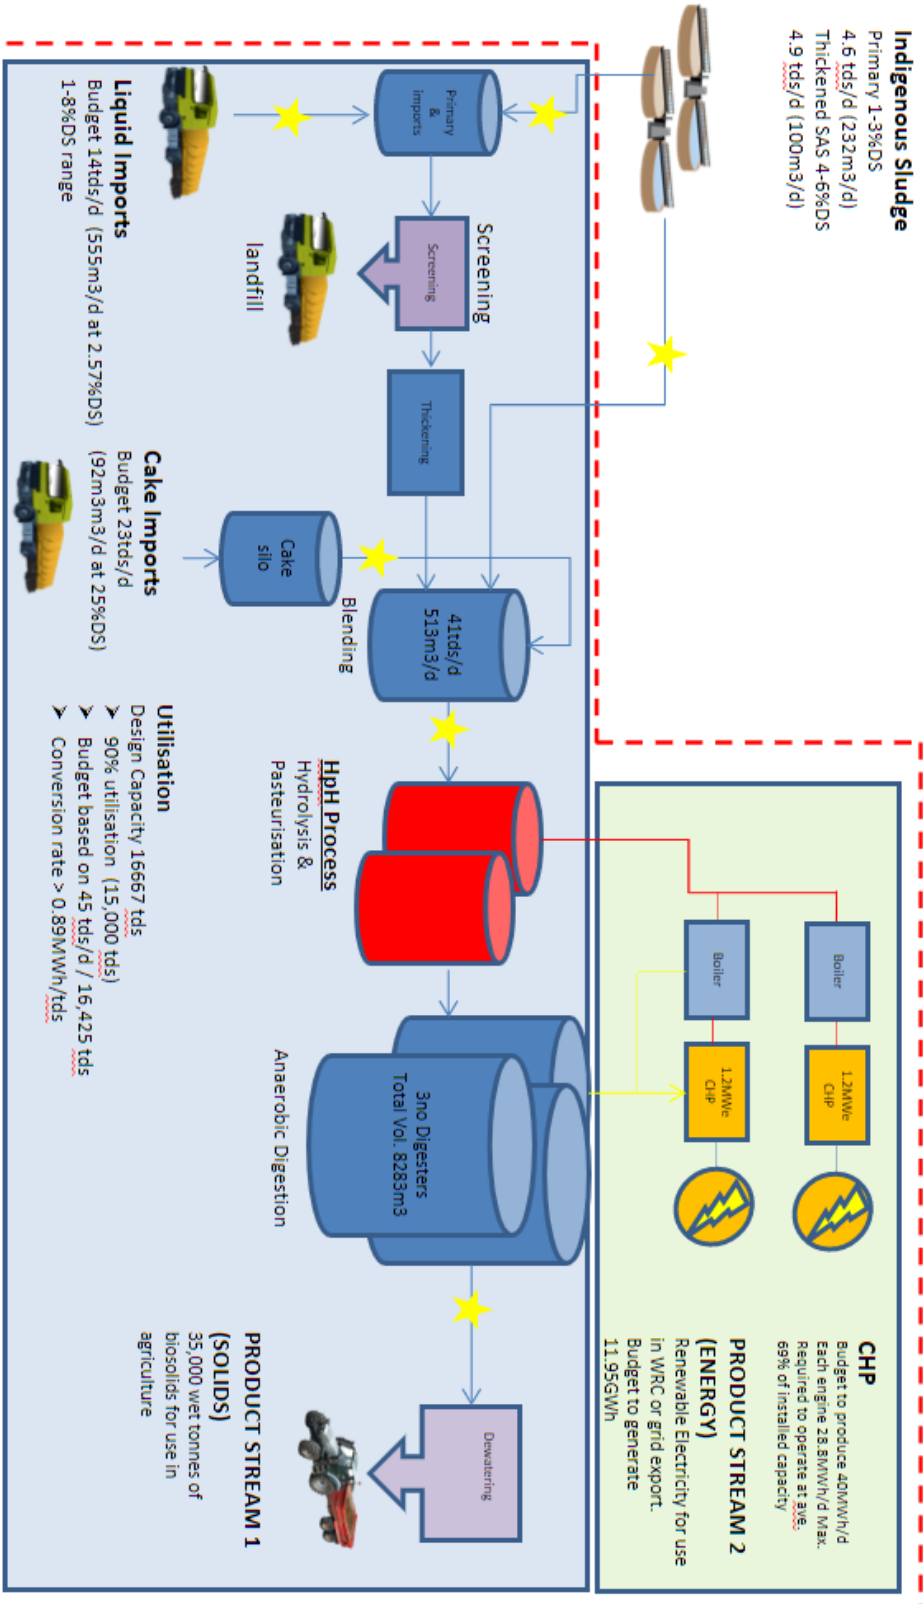 Indigenous Sludge
Primary 1-3%DS
4.6 tds/d (232m3/d)
Thickened SAS 4-6%DS
4.9 tds/d (100m3/d)
Primary
&
imports
Screening
Screening
landfill
Thickening
Liquid Imports
Budget 14tds/d (555m3/d at 2.57%DS)
1-8%DS range
Cake Imports
Budget 23tds/d
(92m3m3/d at 25%DS)
Cake
silo
Blending
41tds/d
513m3/d
HpH Process
Hydrolysis &
Pasteurisation
Utilisation
Design Capacity 16667 tds
➤ 90% utilisation (15,000 tds)
➤ Budget based on 45 tds/d / 16,425 tds
➤ Conversion rate > 0.89MWh/tds
3no Digesters
Total Vol. 8283m3
Anaerobic Digestion
Boiler
1.2MWe
CHP
Boiler
1.2MWe
CHP
CHP
Budget to produce 40MWh/d
Each engine 28.8MWh/d Max.
Required to operate at ave.
69% of installed capacity
PRODUCT STREAM 2
(ENERGY)
Renewable Electricity for use
in WRC or grid export.
Budget to generate
11.95GWh
Dewatering
PRODUCT STREAM 1
(SOLIDS)
35,000 wet tonnes of
biosolids for use in
agriculture